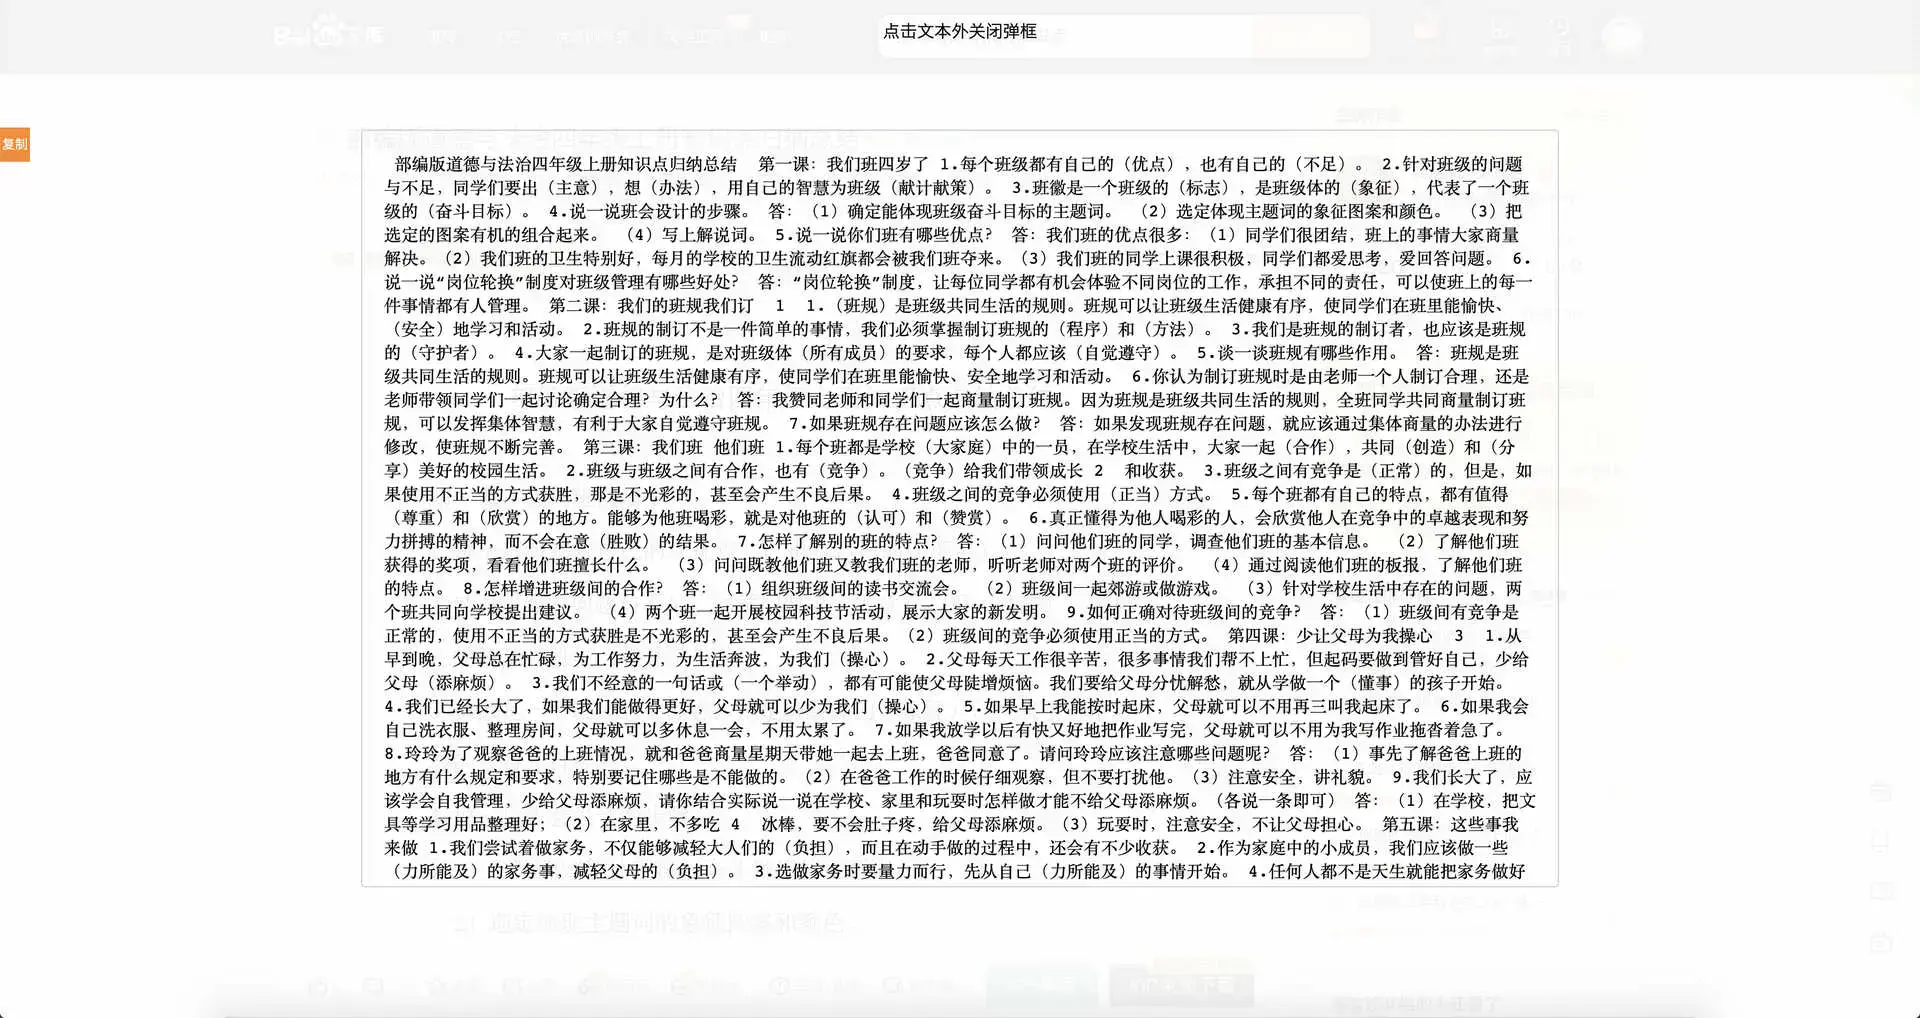 点击文本外关闭弹框
复制
部编版道德与法治四年级上册知识点归纳总结 第一课：我们班四岁了 1.每个班级都有自己的（优点），也有自己的（不足）。 2.针对班级的问题
与不足，同学们要出（主意），想（办法），用自己的智慧为班级（献计献策）。 3.班徽是一个班级的（标志），是班级体的（象征），代表了一个班
级的（奋斗目标）。 4.说一说班会设计的步骤。 答：（1）确定能体现班级奋斗目标的主题词。 （2）选定体现主题词的象征图案和颜色。 （3）把
选定的图案有机的组合起来。 （4）写上解说词。 5.说一说你们班有哪些优点？ 答：我们班的优点很多：（1）同学们很团结，班上的事情大家商量
解决。（2）我们班的卫生特别好，每月的学校的卫生流动红旗都会被我们班夺来。（3）我们班的同学上课很积极，同学们都爱思考，爱回答问题。 6.
说一说“岗位轮换”制度对班级管理有哪些好处？ 答：“岗位轮换”制度，让每位同学都有机会体验不同岗位的工作，承担不同的责任，可以使班上的每一
件事情都有人管理。 第二课：我们的班规我们订 1 1.（班规）是班级共同生活的规则。班规可以让班级生活健康有序，使同学们在班里能愉快、
（安全）地学习和活动。 2.班规的制订不是一件简单的事情，我们必须掌握制订班规的（程序）和（方法）。 3.我们是班规的制订者，也应该是班规
的（守护者）。 4.大家一起制订的班规，是对班级体（所有成员）的要求，每个人都应该（自觉遵守）。 5.谈一谈班规有哪些作用。 答：班规是班
级共同生活的规则。班规可以让班级生活健康有序，使同学们在班里能愉快、安全地学习和活动。 6.你认为制订班规时是由老师一个人制订合理，还是
老师带领同学们一起讨论确定合理？为什么？ 答：我赞同老师和同学们一起商量制订班规。因为班规是班级共同生活的规则，全班同学共同商量制订班
规，可以发挥集体智慧，有利于大家自觉遵守班规。 7.如果班规存在问题应该怎么做？ 答：如果发现班规存在问题，就应该通过集体商量的办法进行
修改，使班规不断完善。 第三课：我们班 他们班 1.每个班都是学校（大家庭）中的一员，在学校生活中，大家一起（合作），共同（创造）和（分
享）美好的校园生活。 2.班级与班级之间有合作，也有（竞争）。（竞争）给我们带领成长 2 和收获。 3.班级之间有竞争是（正常）的，但是，如
果使用不正当的方式获胜，那是不光彩的，甚至会产生不良后果。 4.班级之间的竞争必须使用（正当）方式。 5.每个班都有自己的特点，都有值得
（尊重）和（欣赏）的地方。能够为他班喝彩，就是对他班的（认可）和（赞赏）。 6.真正懂得为他人喝彩的人，会欣赏他人在竞争中的卓越表现和努
力拼搏的精神，而不会在意（胜败）的结果。 7.怎样了解别的班的特点？ 答：（1）问问他们班的同学，调查他们班的基本信息。 （2）了解他们班
获得的奖项，看看他们班擅长什么。 （3）问问既教他们班又教我们班的老师，听听老师对两个班的评价。 （4）通过阅读他们班的板报，了解他们班
的特点。 8.怎样增进班级间的合作？ 答：（1）组织班级间的读书交流会。 （2）班级间一起郊游或做游戏。 （3）针对学校生活中存在的问题，两
个班共同向学校提出建议。 （4）两个班一起开展校园科技节活动，展示大家的新发明。 9.如何正确对待班级间的竞争？ 答：（1）班级间有竞争是
正常的，使用不正当的方式获胜是不光彩的，甚至会产生不良后果。（2）班级间的竞争必须使用正当的方式。 第四课：少让父母为我操心 3 1.从
早到晚，父母总在忙碌，为工作努力，为生活奔波，为我们（操心）。 2.父母每天工作很辛苦，很多事情我们帮不上忙，但起码要做到管好自己，少给
父母（添麻烦）。 3.我们不经意的一句话或（一个举动），都有可能使父母陡增烦恼。我们要给父母分忧解愁，就从学做一个（懂事）的孩子开始。
4.我们已经长大了，如果我们能做得更好，父母就可以少为我们（操心）。 5.如果早上我能按时起床，父母就可以不用再三叫我起床了。 6.如果我会
自己洗衣服、整理房间，父母就可以多休息一会，不用太累了。 7.如果我放学以后有快又好地把作业写完，父母就可以不用为我写作业拖沓着急了。
8.玲玲为了观察爸爸的上班情况，就和爸爸商量星期天带她一起去上班，爸爸同意了。请问玲玲应该注意哪些问题呢？ 答：（1）事先了解爸爸上班的
地方有什么规定和要求，特别要记住哪些是不能做的。（2）在爸爸工作的时候仔细观察，但不要打扰他。（3）注意安全，讲礼貌。 9.我们长大了，应
该学会自我管理，少给父母添麻烦，请你结合实际说一说在学校、家里和玩耍时怎样做才能不给父母添麻烦。（各说一条即可） 答：（1）在学校，把文
具等学习用品整理好；（2）在家里，不多吃 4 冰棒，要不会肚子疼，给父母添麻烦。（3）玩耍时，注意安全，不让父母担心。 第五课：这些事我
来做 1.我们尝试着做家务，不仅能够减轻大人们的（负担），而且在动手做的过程中，还会有不少收获。 2.作为家庭中的小成员，我们应该做一些
（力所能及）的家务事，减轻父母的（负担）。 3.选做家务时要量力而行，先从自己（力所能及）的事情开始。 4.任何人都不是天生就能把家务做好